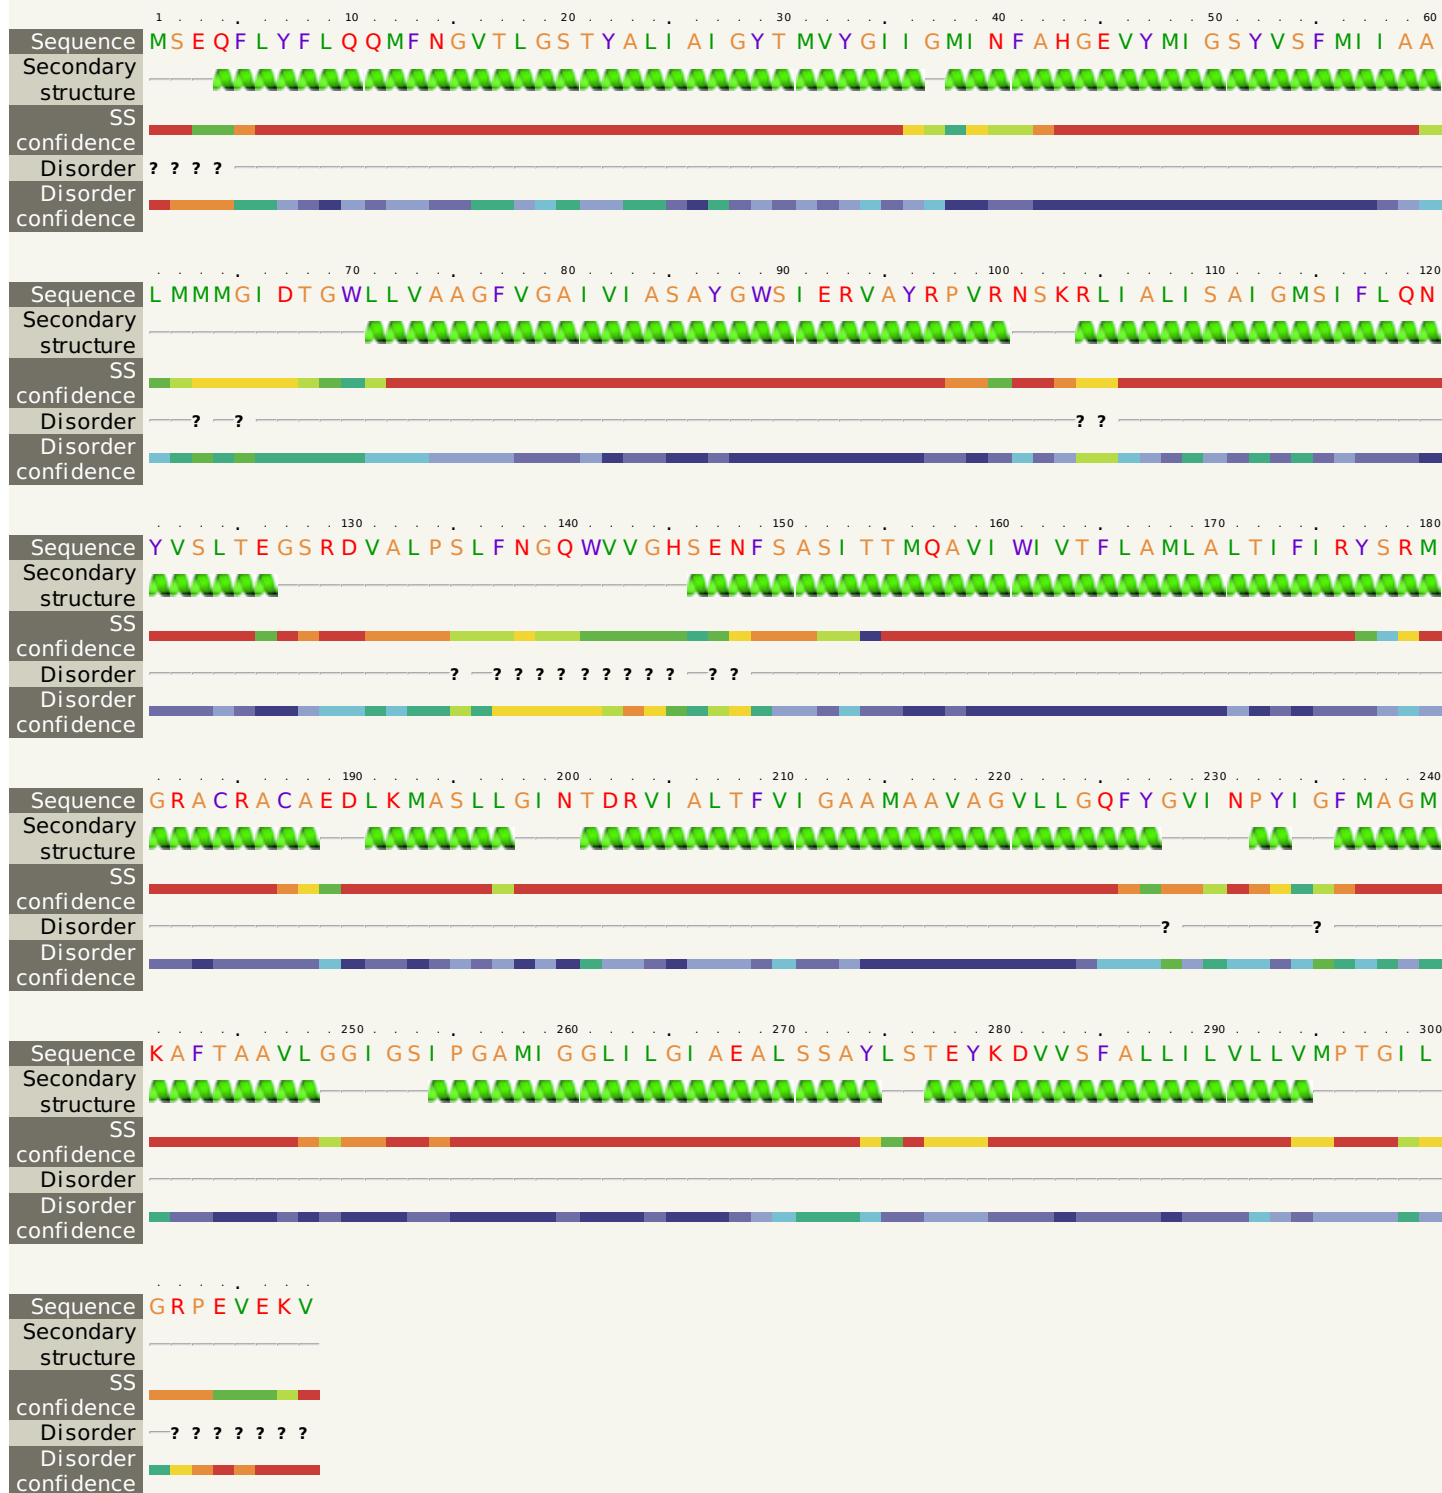 1 . . . . . . . . 10 . . . . . . . . . 20 . . . . . . . . . 30 . . . . . . . . . 40 . . . . . . . . . 50 . . . . . . . . . 60
Sequence MSEQFLYFLQQMFNGVTLGSTYALIAIGYTMVYGIIGMINFAHGEVYMIGSYVSFMIIAA
Secondary
structure
SS
confidence
Disorder ? ? ? ?
Disorder
confidence
. . . . . . . . . 70 . . . . . . . . . 80 . . . . . . . . . 90 . . . . . . . . . 100 . . . . . . . . . 110 . . . . . . . . . 120
Sequence LMMMGIDTGWLLVAAGFVGAIVIASAYGWSIERVAYRPVRNSKRLIALISAIGMSIFLQN
Secondary
structure
SS
confidence
Disorder ? ? ? ?
Disorder
confidence
. . . . . . . . . 130 . . . . . . . . . 140 . . . . . . . . . 150 . . . . . . . . . 160 . . . . . . . . . 170 . . . . . . . . . 180
Sequence YVSLTEGSRDVALPSLFNGQWVVGHSENFSASITTMQAVIWIVTFLAMLALTIFIRYSRM
Secondary
structure
SS
confidence
Disorder ? ? ? ? ? ? ? ? ? ? ? ?
Disorder
confidence
. . . . . . . . . 190 . . . . . . . . . 200 . . . . . . . . . 210 . . . . . . . . . 220 . . . . . . . . . 230 . . . . . . . . . 240
Sequence GRACRACAEDLKMASLLGINTDRVIALTFVIGAAMAAVAGVLLGQFYGVINPYIGFMAGM
Secondary
structure
SS
confidence
Disorder ? ?
Disorder
confidence
. . . . . . . . . 250 . . . . . . . . . 260 . . . . . . . . . 270 . . . . . . . . . 280 . . . . . . . . . 290 . . . . . . . . . 300
Sequence KAFTAAVLGGIGSIPGAMIGGLILGIAEALSSAYLSTEYKDVVSFALLILVLLVMPTGIL
Secondary
structure
SS
confidence
Disorder
Disorder
confidence
. . . . . . . .
Sequence GRPEVEKV
Secondary
structure
SS
confidence
Disorder ? ? ? ? ? ? ?
Disorder
confidence